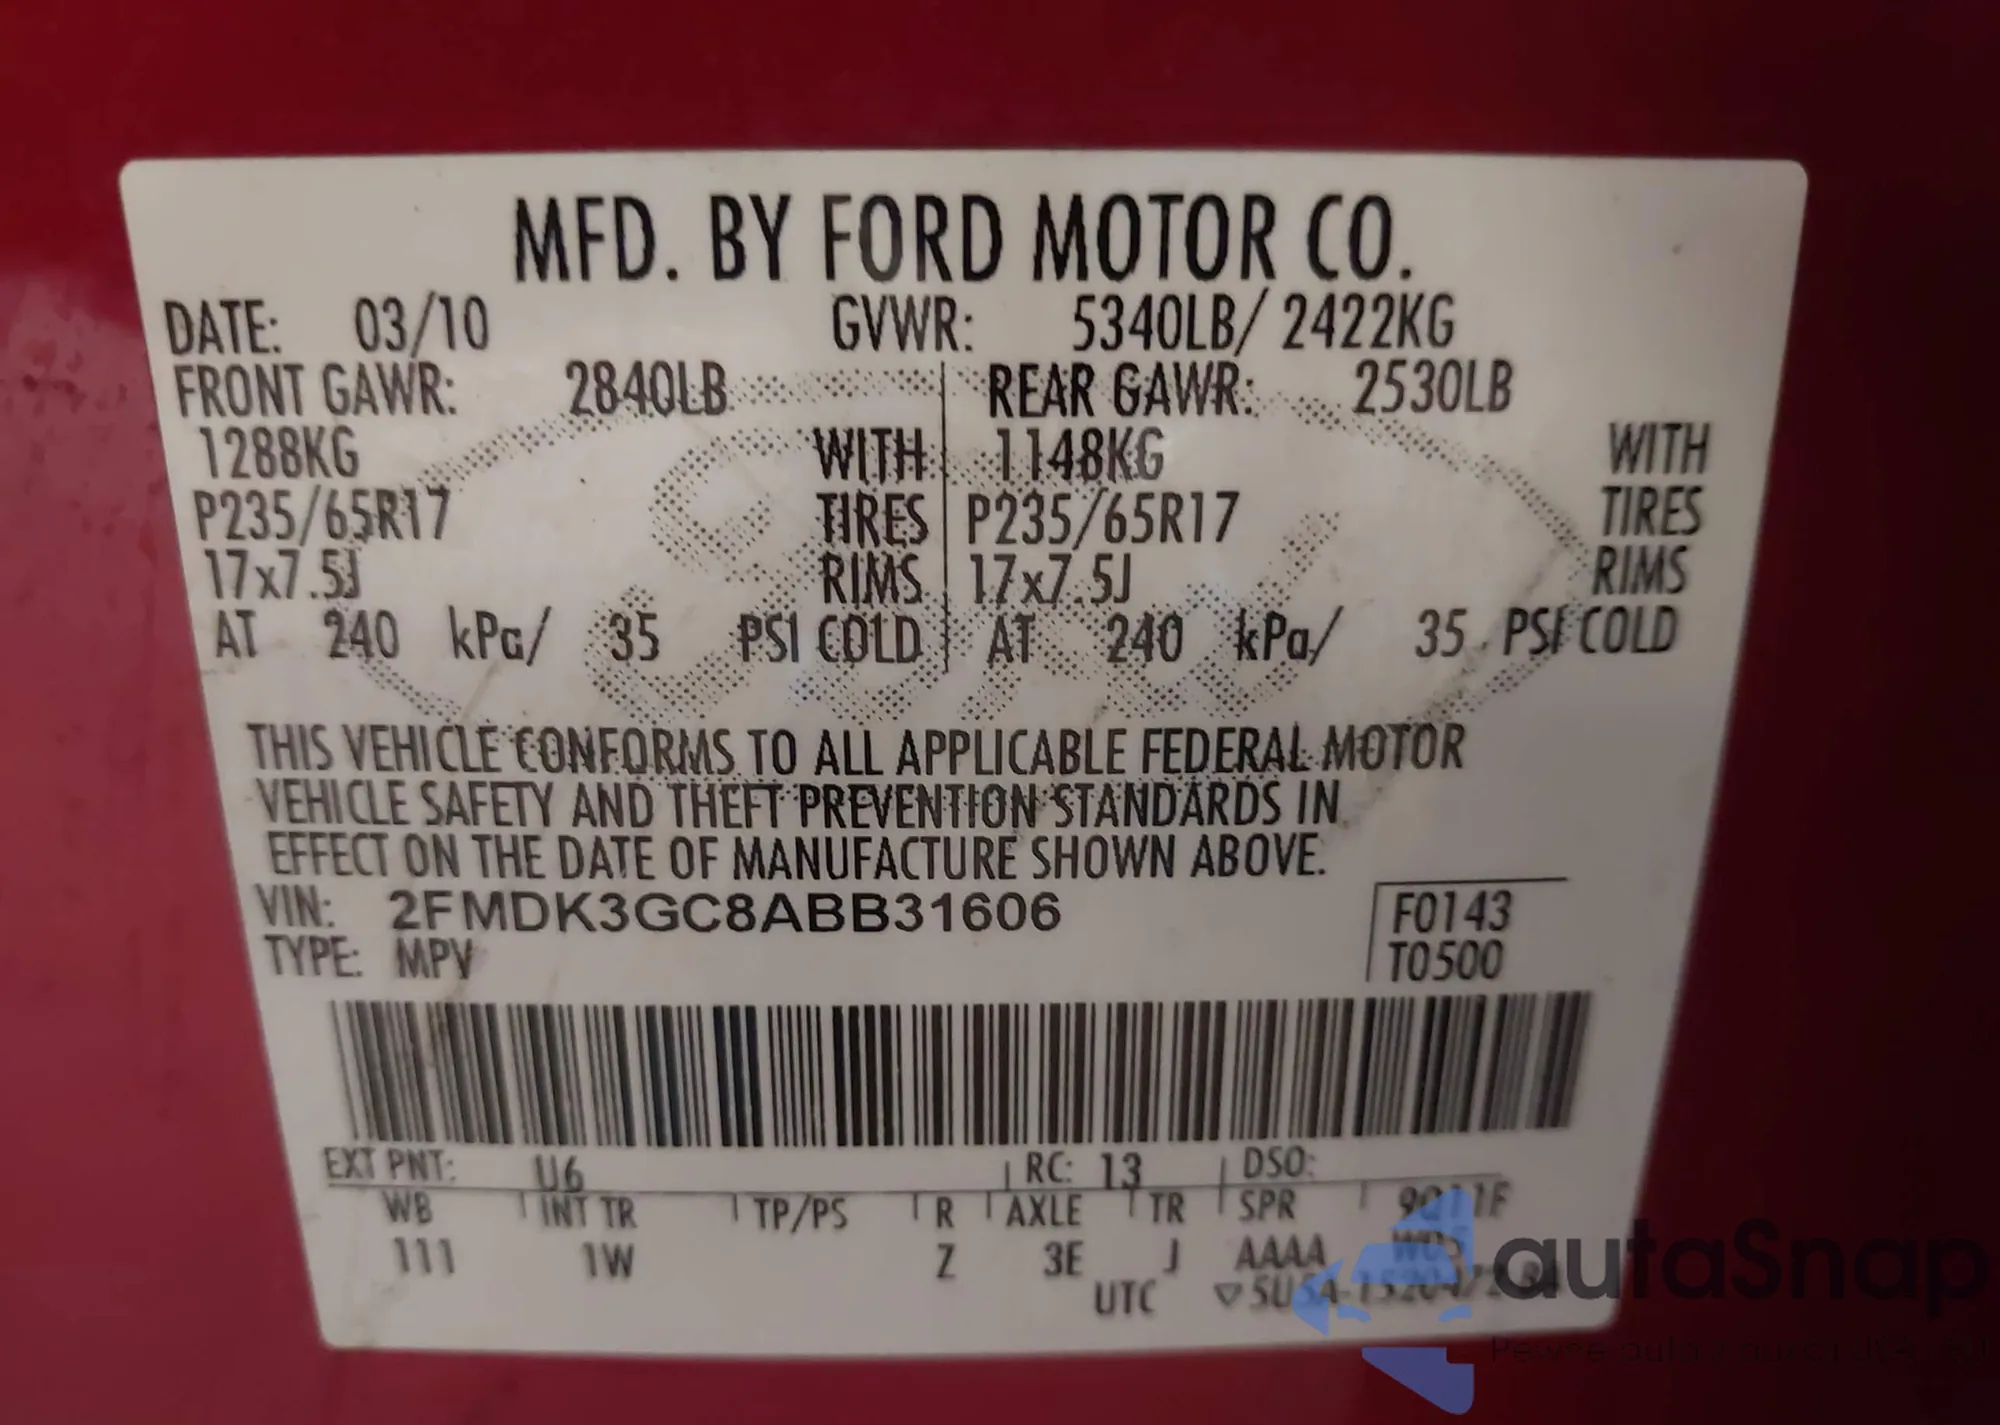 MFD. BY FORD MOTOR CO.
DATE: 03/10 GVWR: 5340LB/ 2422KG
FRONT GAWR: 2840LB REAR GAWR: 2530LB
1288KG WITH 1148KG WITH
P235/65R17 TIRES P235/65R17 TIRES
17x7.5J RIMS 17x7.5J RIMS
AT 240 kPa/ 35 PSI COLD AT 240 kPa/ 35 PSI COLD
THIS VEHICLE CONFORMS TO ALL APPLICABLE FEDERAL MOTOR
VEHICLE SAFETY AND THEFT PREVENTION STANDARDS IN
EFFECT ON THE DATE OF MANUFACTURE SHOWN ABOVE.
VIN: 2FMDK3GC8ABB31606 F0143
TYPE: MPV T0500
EXT PNT: U6 RC: 13 DSO:
WB INT TR TP/PS R AXLE TR SPR 9Q11F
111 1W Z 3E J AAAA W05
UTC
autaSnap